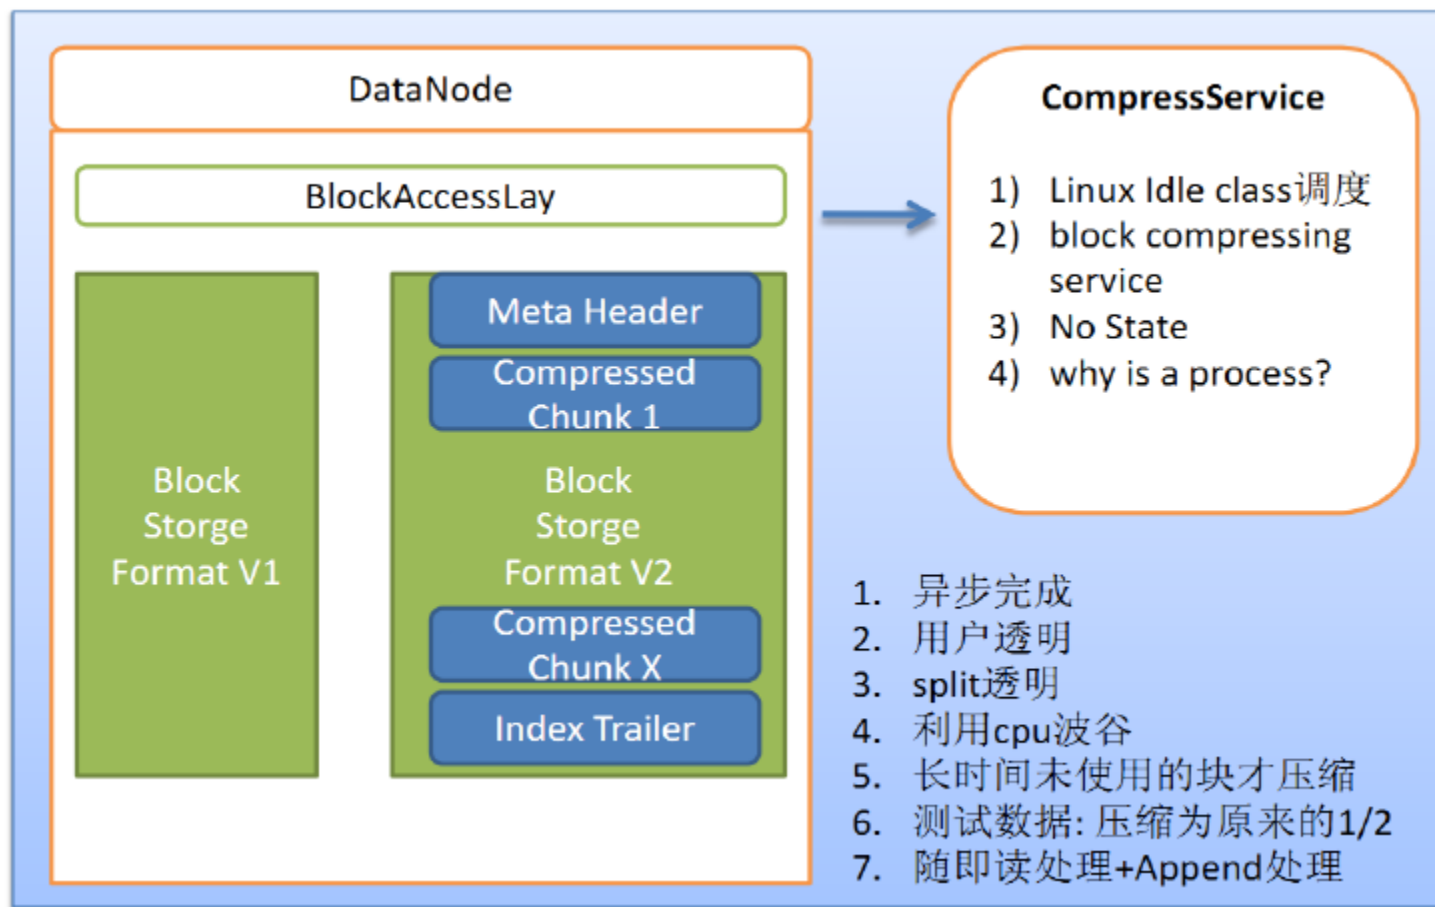 DataNode
BlockAccessLay
Block
Storge
Format V1
Meta Header
Compressed
Chunk 1
Block
Storge
Format V2
Compressed
Chunk X
Index Trailer
CompressService
1) Linux Idle class调度
2) block compressing
service
3) No State
4) why is a process?
1. 异步完成
2. 用户透明
3. split透明
4. 利用cpu波谷
5. 长时间未使用的块才压缩
6. 测试数据: 压缩为原来的1/2
7. 随即读处理+Append处理